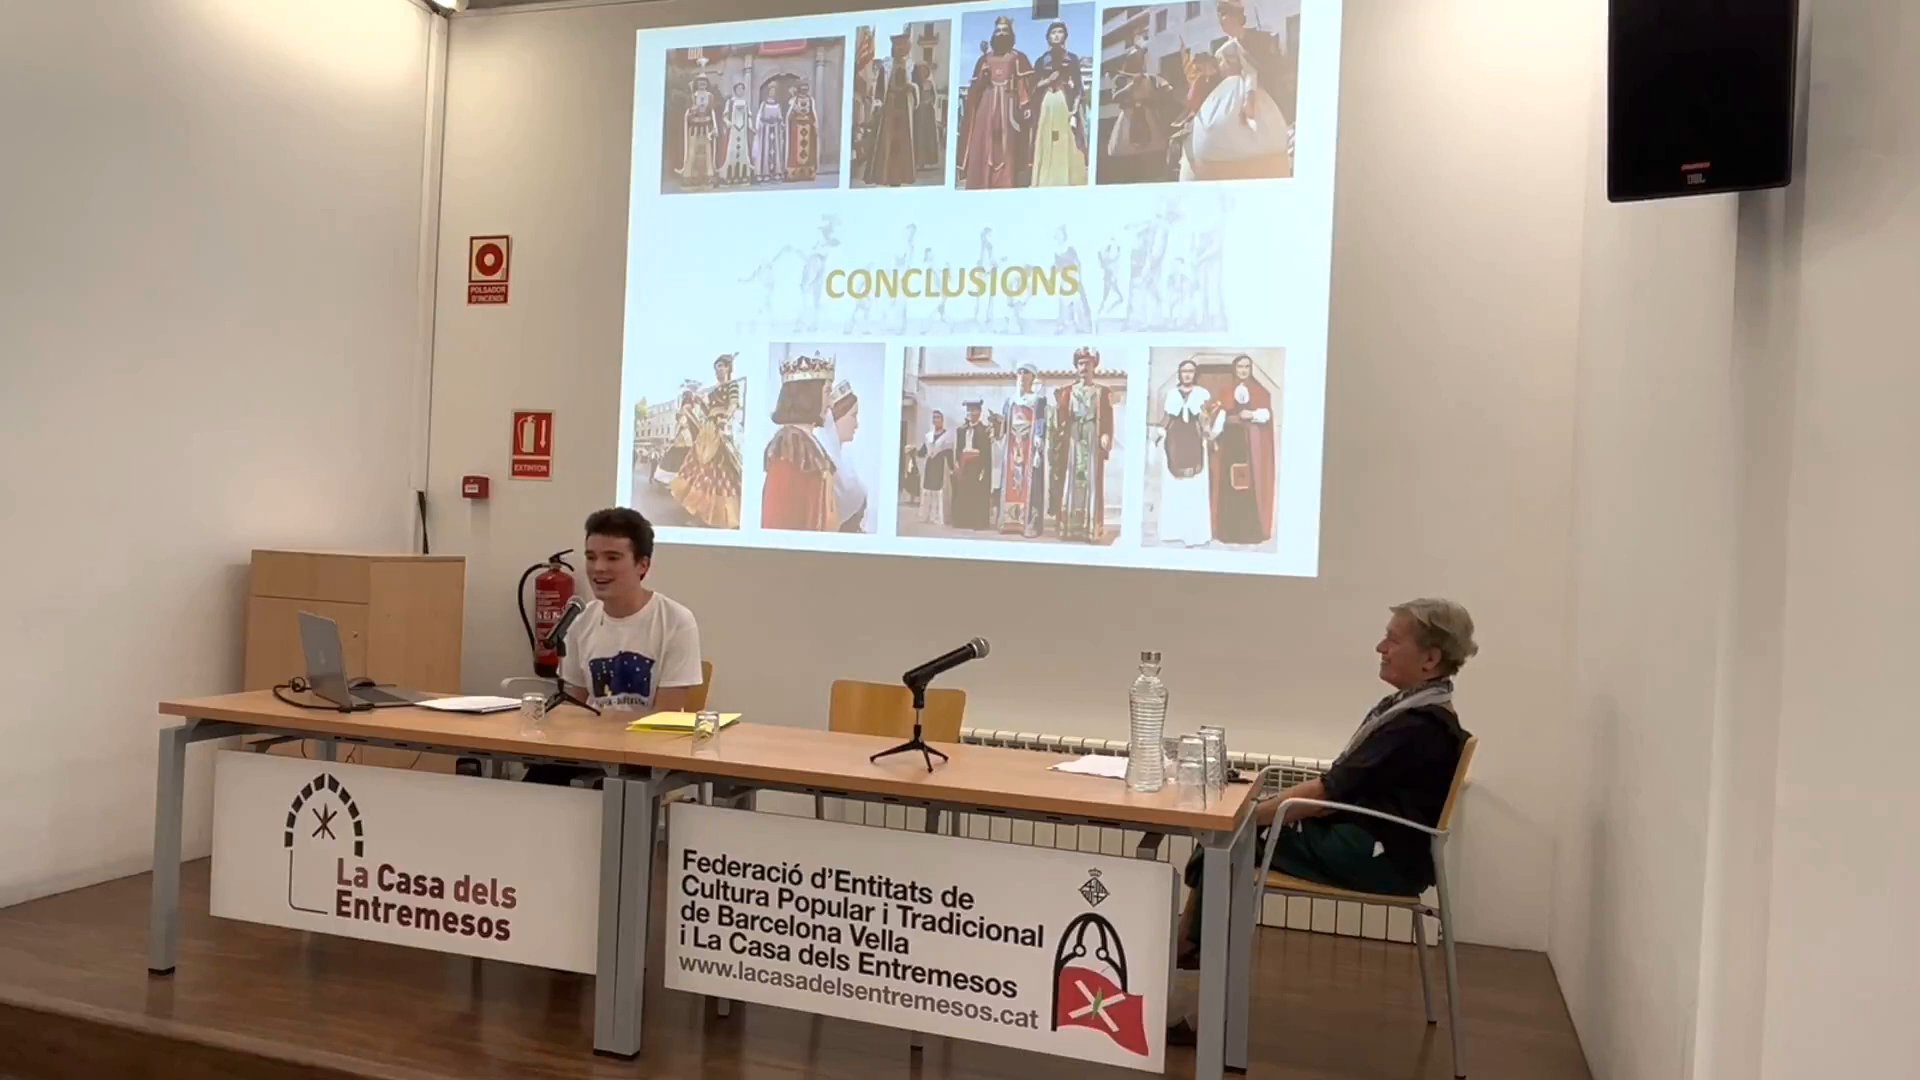 CONCLUSIONS
POLSADOR
D'INCENDI
EXTINTOR
JBL
La Casa dels
Entremesos
Federació d'Entitats de
Cultura Popular i Tradicional
de Barcelona Vella
i La Casa dels Entremesos
www.lacasadelsentremesos.cat